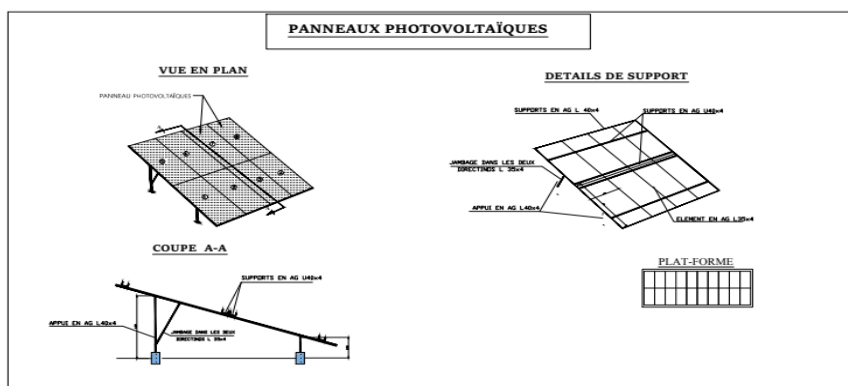 PANNEAUX PHOTOVOLTAÏQUES
VUE EN PLAN
PANNEAU PHOTOVOLTAÏQUES
DETAILS DE SUPPORT
SUPPORTS EN AG L 40x4
SUPPORTS EN AG U40x4
JAMBAGE DANS LES DEUX
DIRECTINOS L 35x4
APPUI EN AG L40x4
ELEMENT EN AG L35x4
COUPE A-A
SUPPORTS EN AG U40x4
APPUI EN AG L40x4
JAMBAGE DANS LES DEUX
DIRECTINOS L 35x4
PLAT-FORME